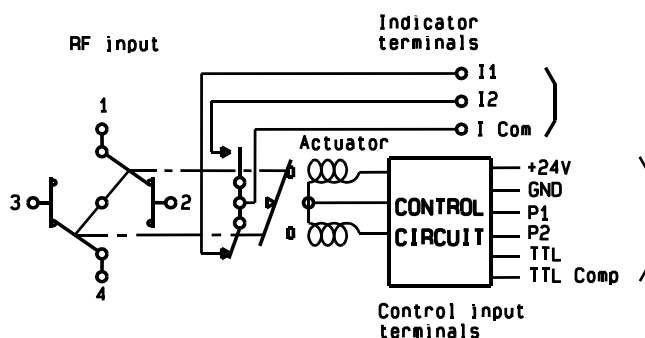 Indicator
terminals
RF input
I1
I2
I Com
1
Actuator
3
2
4
CONTROL
CIRCUIT
+24V
GND
P1
P2
TTL
TTL Comp
Control input
terminals